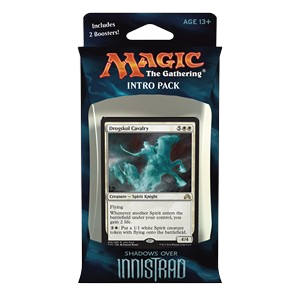 Includes
2 Boosters!
AGE 13+
MAGIC
The Gathering
INTRO PACK
Drogskol Cavalry
Creature — Spirit Knight
Flying
Whenever another Spirit enters the
battlefield under your control, you
gain 2 life.
Put a 1/1 white Spirit creature
token with flying onto the battlefield.
4/4
SHADOWS OVER
INNISTRAD